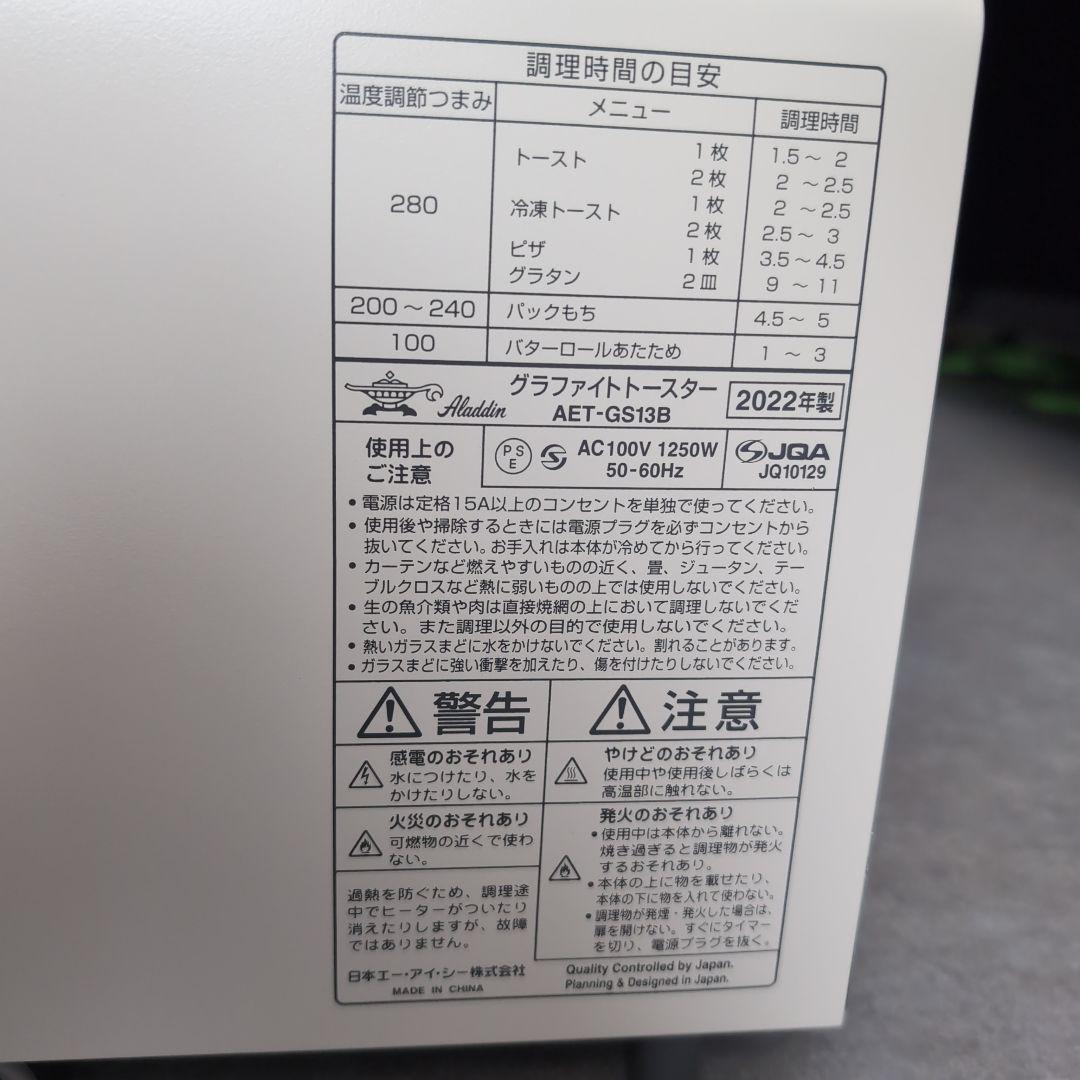 調理時間の目安
温度調節つまみ メニュー 調理時間
280
トースト 1枚 1.5～ 2
2枚 2 ～2.5
冷凍トースト 1枚 2 ～2.5
2枚 2.5～ 3
ピザ 1枚 3.5～4.5
グラタン 2皿 9 ～11
200～240 パックもち 4.5～ 5
100 バターロールあたため 1 ～ 3
Aladdin
グラファイトトースター
AET-GS13B
2022年製
使用上の
ご注意
PSE
AC100V 1250W
50-60Hz
JQA
JQ10129
•電源は定格15A以上のコンセントを単独で使ってください。
•使用後や掃除するときには電源プラグを必ずコンセントから
抜いてください。お手入れは本体が冷めてから行ってください。
•カーテンなど燃えやすいものの近く、畳、ジュータン、テー
ブルクロスなど熱に弱いものの上では使用しないでください。
•生の魚介類や肉は直接焼網の上において調理しないでくだ
さい。また調理以外の目的で使用しないでください。
•熱いガラスまどに水をかけないでください。割れることがあります。
•ガラスまどに強い衝撃を加えたり、傷を付けたりしないでください。
警告
感電のおそれあり
水につけたり、水を
かけたりしない。
火災のおそれあり
可燃物の近くで使わ
ない。
過熱を防ぐため、調理途
中でヒーターがついたり
消えたりしますが、故障
ではありません。
注意
やけどのおそれあり
使用中や使用後しばらくは
高温部に触れない。
発火のおそれあり
•使用中は本体から離れない。
焼き過ぎると調理物が発火
するおそれあり。
•本体の上に物を載せたり、
本体の下に物を入れて使わない。
•調理物が発煙・発火した場合は、
扉を開けない。すぐにタイマー
を切り、電源プラグを抜く。
日本エー・アイ・シー株式会社
MADE IN CHINA
Quality Controlled by Japan.
Planning & Designed in Japan.